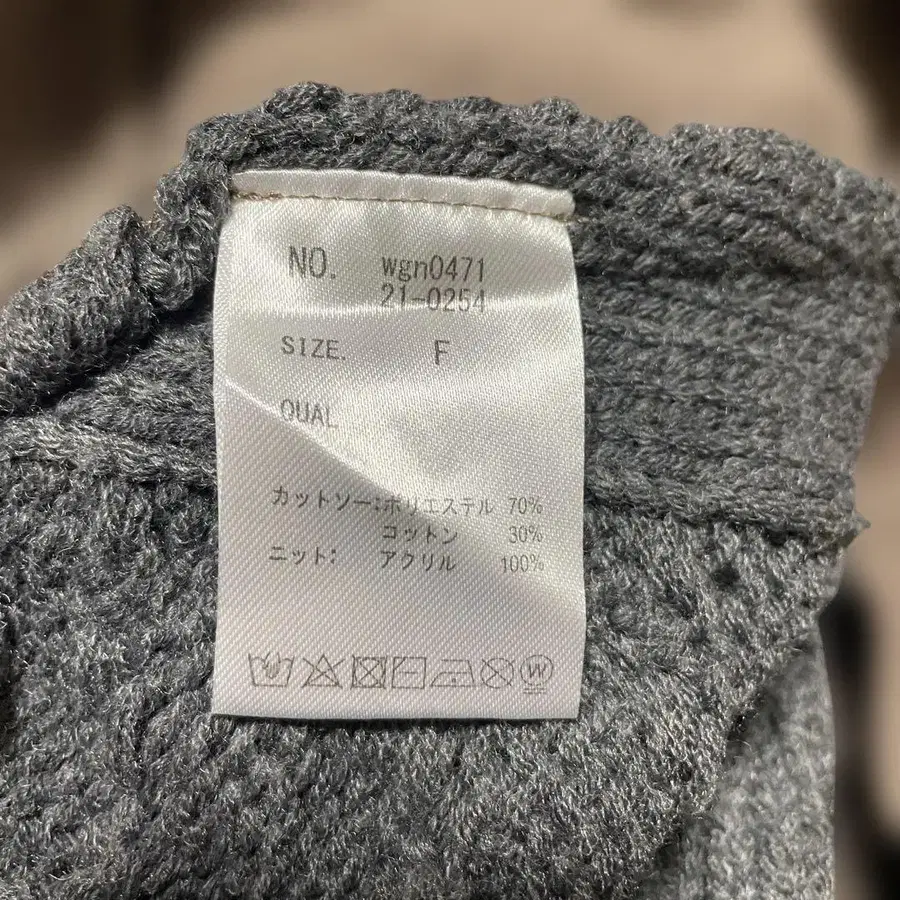 NO. wgn0471
21-0254
SIZE. F
QUAL
カットソー:ポリエステル 70%
コットン 30%
ニット: アクリル 100%
W